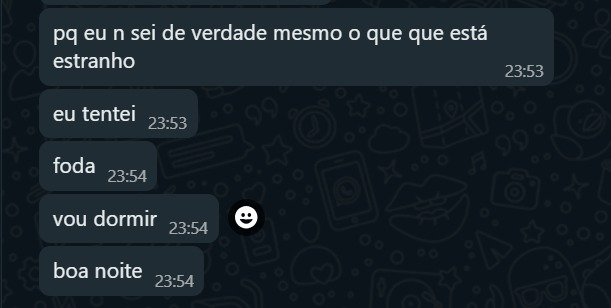 pq eu n sei de verdade mesmo o que que está
estranho
23:53
eu tentei 23:53
foda 23:54
vou dormir 23:54
boa noite 23:54